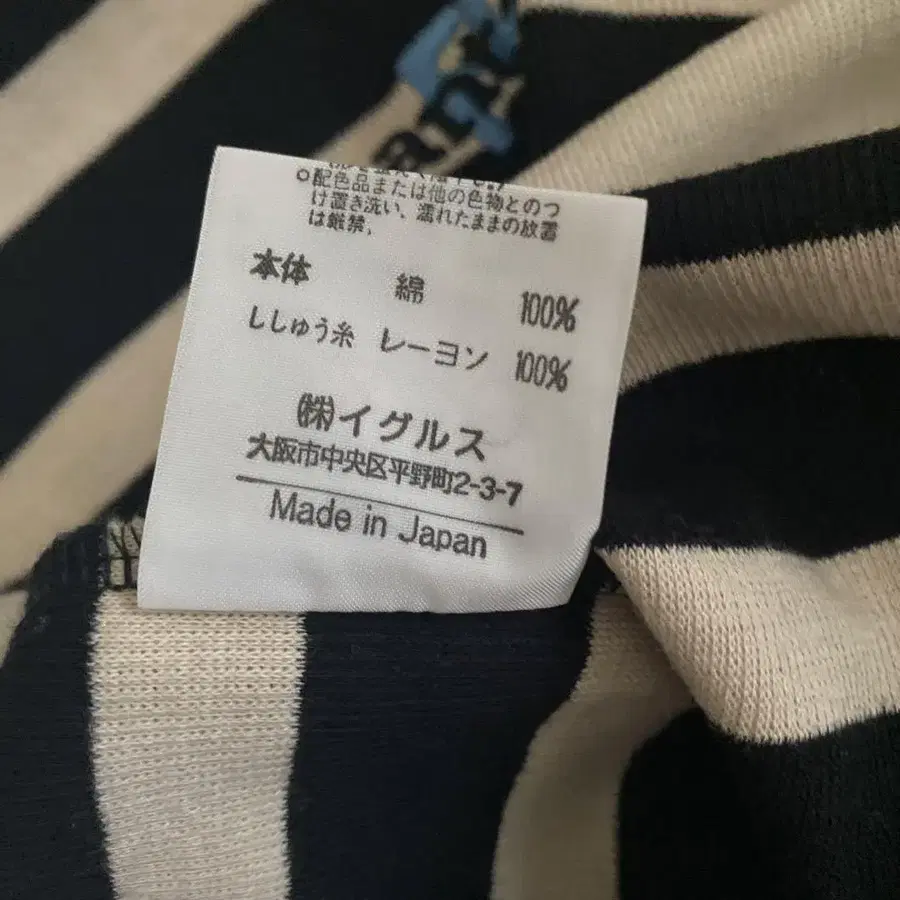 ant
○配色品または他の色物とのつ
け置き洗い、濡れたままの放置
は厳禁.
本体 綿 100%
ししゅう糸 レーヨン 100%
㈱イグルス
大阪市中央区平野町2-3-7
Made in Japan